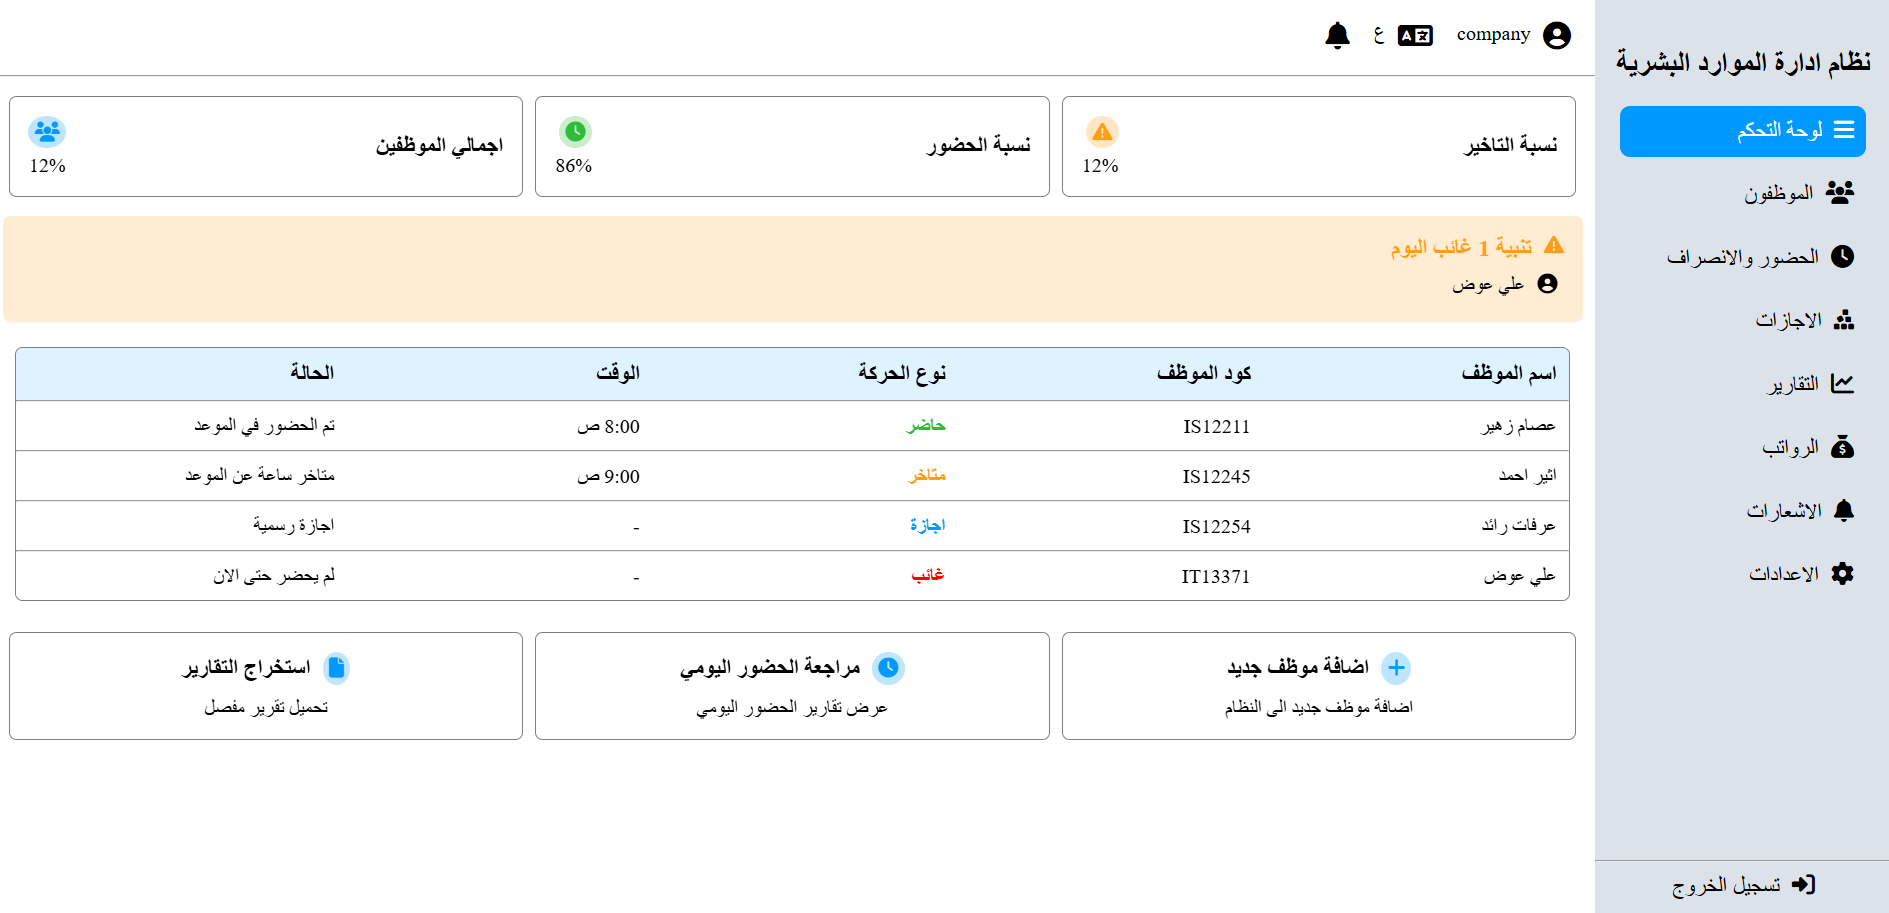 نظام ادارة الموارد البشرية
لوحة التحكم
الموظفون
الحضور والانصراف
الاجازات
التقارير
الرواتب
الاشعارات
الاعدادات
تسجيل الخروج
company
ع
نسبة التاخير
12%
نسبة الحضور
86%
اجمالي الموظفين
12%
تنبية 1 غائب اليوم
علي عوض
اسم الموظف كود الموظف نوع الحركة الوقت الحالة
عصام زهير IS12211 حاضر 8:00 ص تم الحضور في الموعد
اثير احمد IS12245 متاخر 9:00 ص متاخر ساعة عن الموعد
عرفات رائد IS12254 اجازة - اجازة رسمية
علي عوض IT13371 غائب - لم يحضر حتى الان
اضافة موظف جديد
اضافة موظف جديد الى النظام
مراجعة الحضور اليومي
عرض تقارير الحضور اليومي
استخراج التقارير
تحميل تقرير مفصل